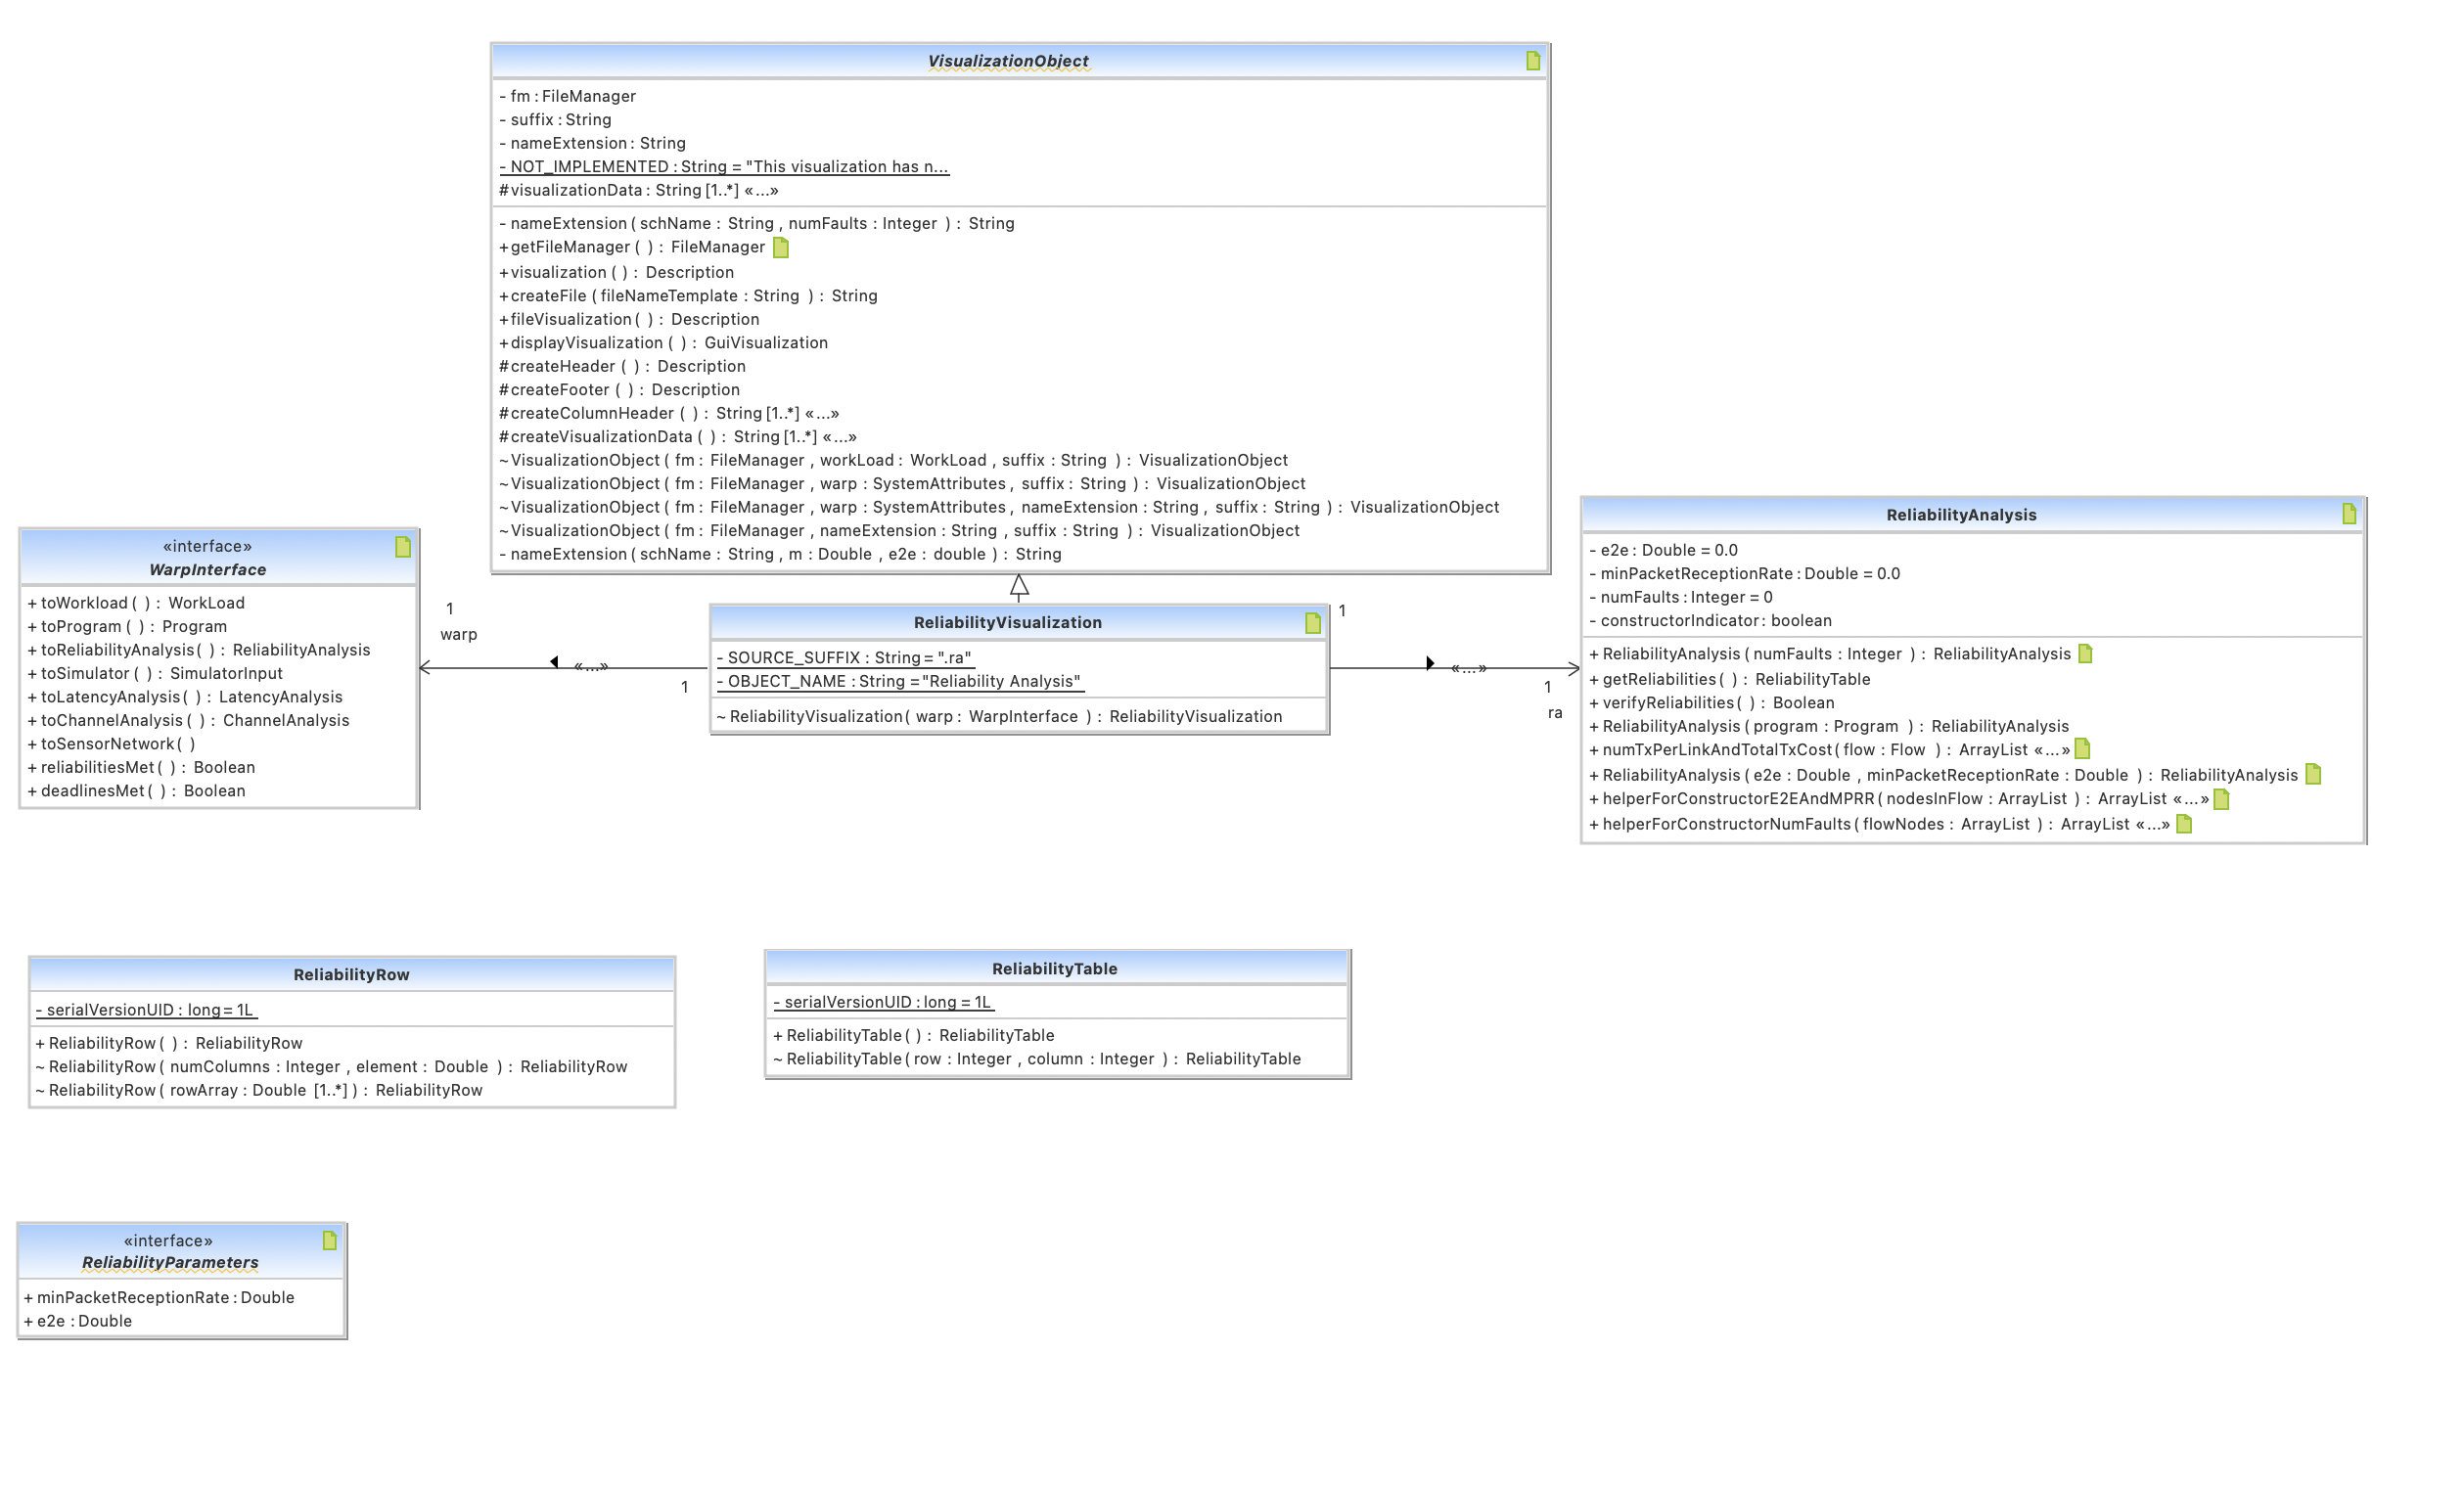 VisualizationObject
- fm : FileManager
- suffix : String
- nameExtension : String
- NOT_IMPLEMENTED : String = "This visualization has n...
# visualizationData : String [1..*] «...»
- nameExtension ( schName : String , numFaults : Integer ) : String
+ getFileManager ( ) : FileManager
+ visualization ( ) : Description
+ createFile ( fileNameTemplate : String ) : String
+ fileVisualization ( ) : Description
+ displayVisualization ( ) : GuiVisualization
# createHeader ( ) : Description
# createFooter ( ) : Description
# createColumnHeader ( ) : String [1..*] «...»
# createVisualizationData ( ) : String [1..*] «...»
~ VisualizationObject ( fm : FileManager , workLoad : WorkLoad , suffix : String ) : VisualizationObject
~ VisualizationObject ( fm : FileManager , warp : SystemAttributes , suffix : String ) : VisualizationObject
~ VisualizationObject ( fm : FileManager , warp : SystemAttributes , nameExtension : String , suffix : String ) : VisualizationObject
~ VisualizationObject ( fm : FileManager , nameExtension : String , suffix : String ) : VisualizationObject
- nameExtension ( schName : String , m : Double , e2e : double ) : String
«interface»
WarpInterface
+ toWorkload ( ) : WorkLoad
+ toProgram ( ) : Program
+ toReliabilityAnalysis ( ) : ReliabilityAnalysis
+ toSimulator ( ) : SimulatorInput
+ toLatencyAnalysis ( ) : LatencyAnalysis
+ toChannelAnalysis ( ) : ChannelAnalysis
+ toSensorNetwork ( )
+ reliabilitiesMet ( ) : Boolean
+ deadlinesMet ( ) : Boolean
1
warp
«...»
1
ReliabilityVisualization
- SOURCE_SUFFIX : String = ".ra"
- OBJECT_NAME : String = "Reliability Analysis"
~ ReliabilityVisualization ( warp : WarpInterface ) : ReliabilityVisualization
1
«...»
1
ra
ReliabilityAnalysis
- e2e : Double = 0.0
- minPacketReceptionRate : Double = 0.0
- numFaults : Integer = 0
- constructorIndicator : boolean
+ ReliabilityAnalysis ( numFaults : Integer ) : ReliabilityAnalysis
+ getReliabilities ( ) : ReliabilityTable
+ verifyReliabilities ( ) : Boolean
+ ReliabilityAnalysis ( program : Program ) : ReliabilityAnalysis
+ numTxPerLinkAndTotalTxCost ( flow : Flow ) : ArrayList «...»
+ ReliabilityAnalysis ( e2e : Double , minPacketReceptionRate : Double ) : ReliabilityAnalysis
+ helperForConstructorE2EAndMPRR ( nodesInFlow : ArrayList ) : ArrayList «...»
+ helperForConstructorNumFaults ( flowNodes : ArrayList ) : ArrayList «...»
ReliabilityRow
- serialVersionUID : long = 1L
+ ReliabilityRow ( ) : ReliabilityRow
~ ReliabilityRow ( numColumns : Integer , element : Double ) : ReliabilityRow
~ ReliabilityRow ( rowArray : Double [1..*] ) : ReliabilityRow
ReliabilityTable
- serialVersionUID : long = 1L
+ ReliabilityTable ( ) : ReliabilityTable
~ ReliabilityTable ( row : Integer , column : Integer ) : ReliabilityTable
«interface»
ReliabilityParameters
+ minPacketReceptionRate : Double
+ e2e : Double